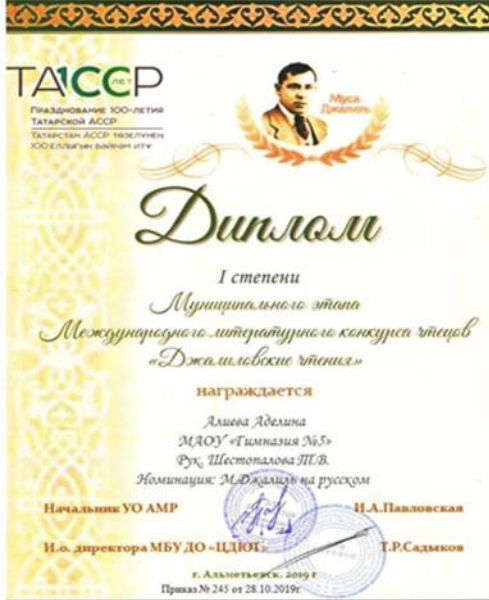 ТА100ССР
ЛЕТ
Празднование 100-летия
Татарской АССР
Татарстан АССР төзелүнең
100 еллыгын бәйрәм итү
Муса
Джалиль
Диплом
I степени
Муниципального этапа
Международного литературного конкурса чтецов
«Джалиловские чтения»
награждается
Алиева Аделина
МАОУ «Гимназия №5»
Рук. Шестопалова Т.В.
Номинация: М.Джалиль на русском
Начальник УО АМР И.А.Павловская
И.о. директора МБУ ДО «ЦДЮТ» Т.Р.Садыков
г. Альметьевск, 2019 г
Приказ № 245 от 28.10.2019г.